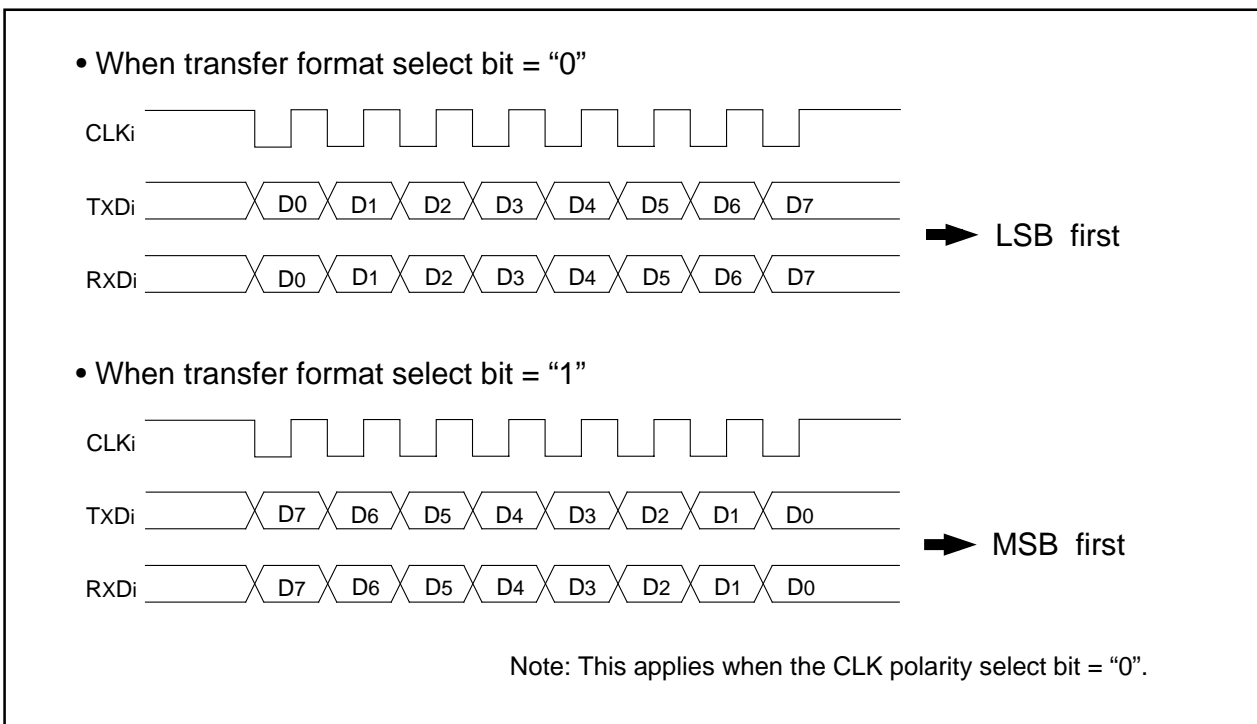 • When transfer format select bit = “0”
CLKi
TXDi D0 D1 D2 D3 D4 D5 D6 D7
RXDi D0 D1 D2 D3 D4 D5 D6 D7
LSB first
• When transfer format select bit = “1”
CLKi
TXDi D7 D6 D5 D4 D3 D2 D1 D0
RXDi D7 D6 D5 D4 D3 D2 D1 D0
MSB first
Note: This applies when the CLK polarity select bit = “0”.